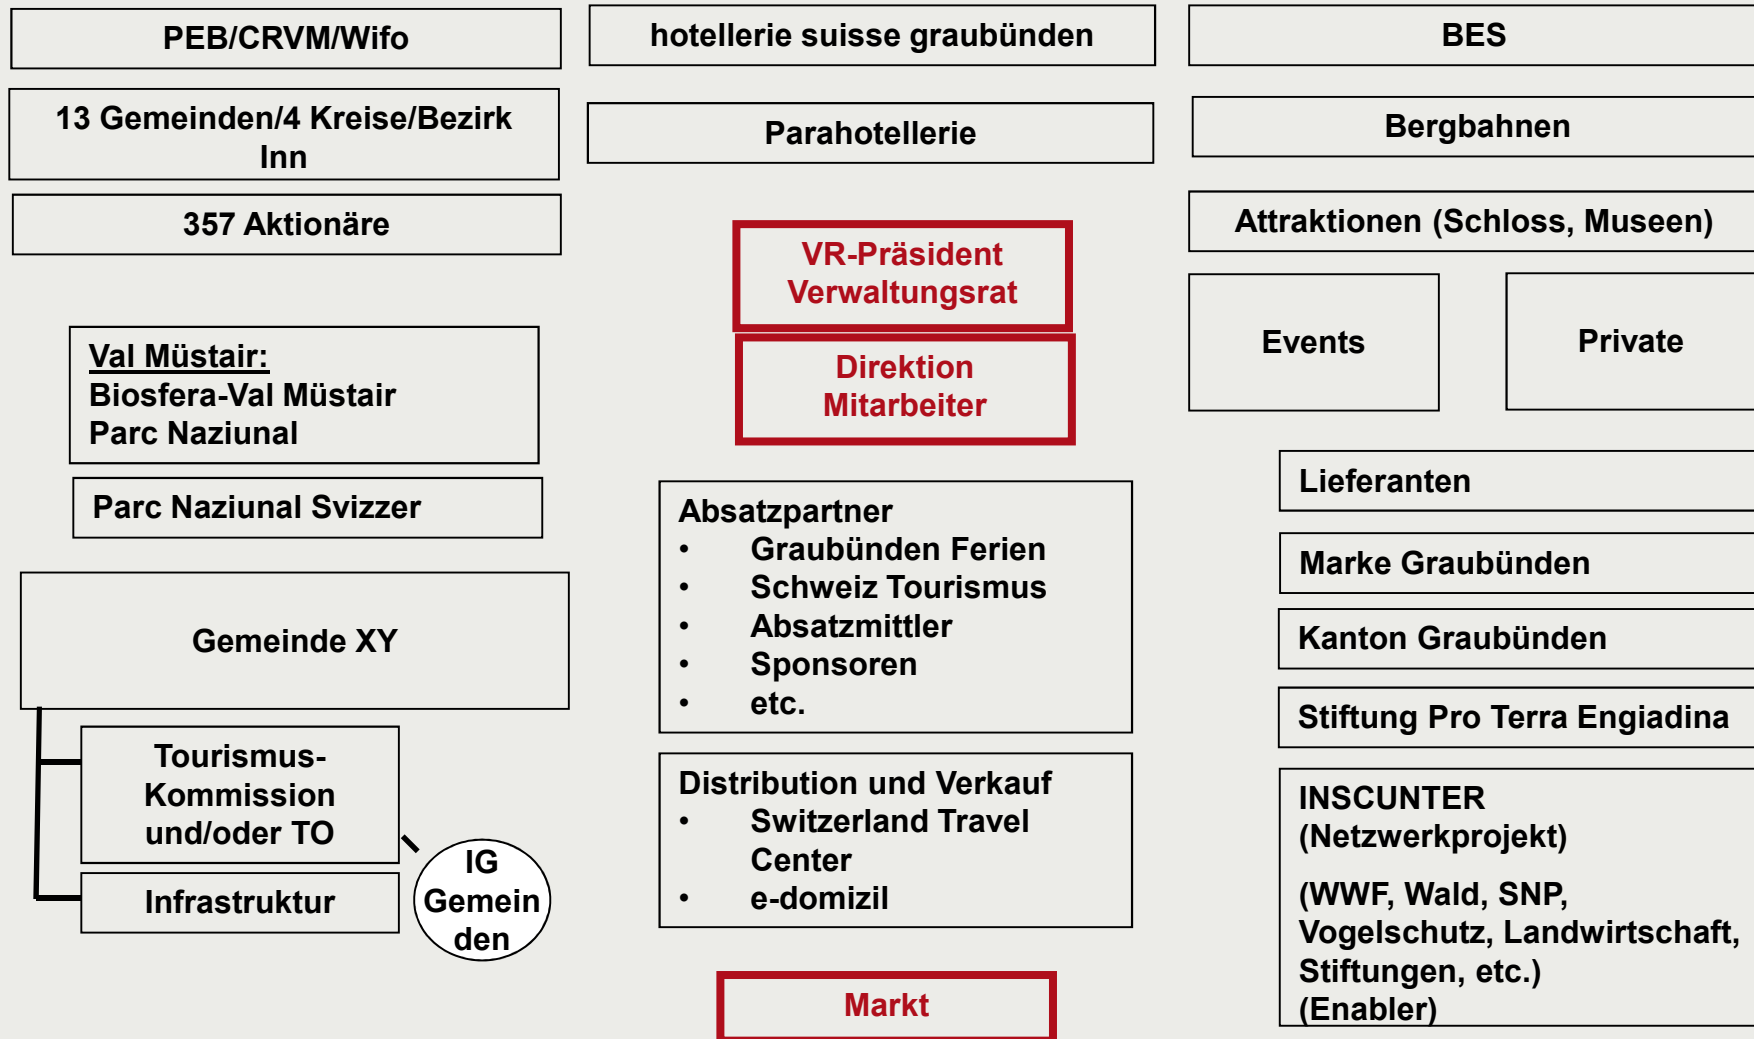 PEB/CRVM/Wifo
13 Gemeinden/4 Kreise/Bezirk
Inn
357 Aktionäre
Val Müstair:
Biosfera-Val Müstair
Parc Naziunal
Parc Naziunal Svizzer
Gemeinde XY
Tourismus-
Kommission
und/oder TO
Infrastruktur
IG
Gemein
den
hotellerie suisse graubünden
Parahotellerie
VR-Präsident
Verwaltungsrat
Direktion
Mitarbeiter
Absatzpartner
• Graubünden Ferien
• Schweiz Tourismus
• Absatzmittler
• Sponsoren
• etc.
Distribution und Verkauf
• Switzerland Travel
Center
• e-domizil
Markt
BES
Bergbahnen
Attraktionen (Schloss, Museen)
Events
Private
Lieferanten
Marke Graubünden
Kanton Graubünden
Stiftung Pro Terra Engiadina
INSCUNTER
(Netzwerkprojekt)
(WWF, Wald, SNP,
Vogelschutz, Landwirtschaft,
Stiftungen, etc.)
(Enabler)